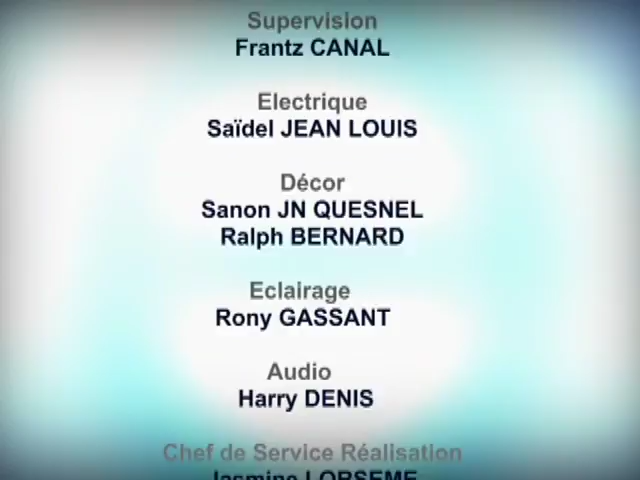 Supervision
Frantz CANAL
Electrique
Saïdel JEAN LOUIS
Décor
Sanon JN QUESNEL
Ralph BERNARD
Eclairage
Rony GASSANT
Audio
Harry DENIS
Chef de Service Réalisation
Jasmine LORSEME